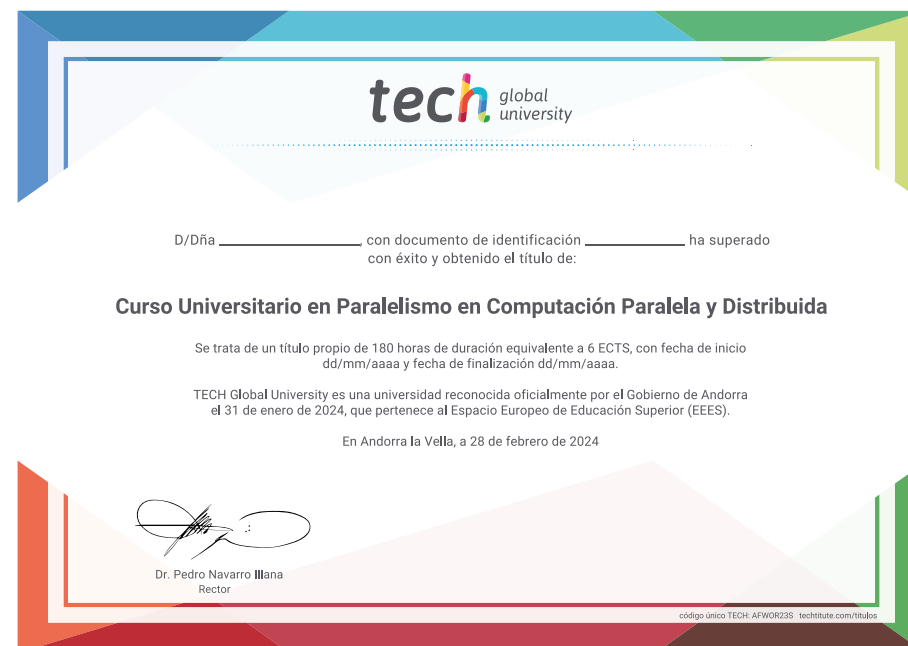 tech global university
D/Dña ______________, con documento de identificación __________ ha superado
con éxito y obtenido el título de:
Curso Universitario en Paralelismo en Computación Paralela y Distribuida
Se trata de un título propio de 180 horas de duración equivalente a 6 ECTS, con fecha de inicio
dd/mm/aaaa y fecha de finalización dd/mm/aaaa.
TECH Global University es una universidad reconocida oficialmente por el Gobierno de Andorra
el 31 de enero de 2024, que pertenece al Espacio Europeo de Educación Superior (EEES).
En Andorra la Vella, a 28 de febrero de 2024
Dr. Pedro Navarro Illana
Rector
código único TECH: AFWOR23S techtitute.com/titulos